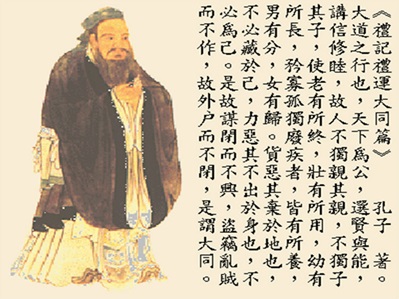 《禮記禮運大同篇》　孔子　著。
大道之行也，天下為公，選賢與能，
講信修睦，故人不獨親其親，不獨子
其子，使老有所終，壯有所用，幼有
所長，矜寡孤獨廢疾者，皆有所養，
男有分，女有歸。貨惡其棄於地也，
不必藏於己，力惡其不出於身也，不
必為己。是故謀閉而不興，盜竊亂賊
而不作，故外戶而不閉，是謂大同。